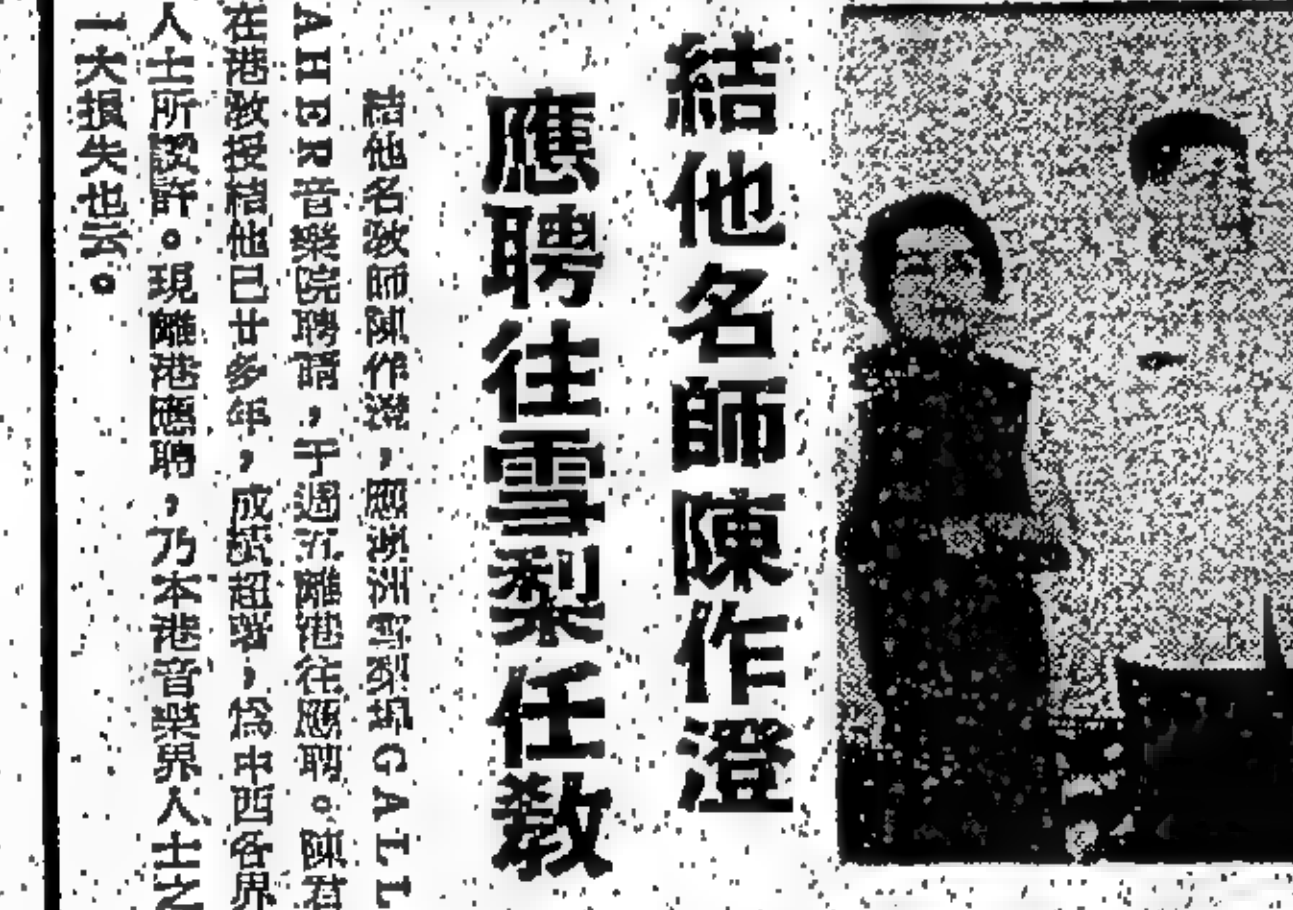 結他名師陳作澄
應聘往雪梨任教
結他名教師陳作澄，應澳洲雪梨埠GALL
AHER音樂院聘請，于週五離港往應聘。陳君
在港教授結他已廿多年，成績超著，為中西各界
人士所讚許。現離港應聘，乃本港音樂界人士之
一大損失也云。